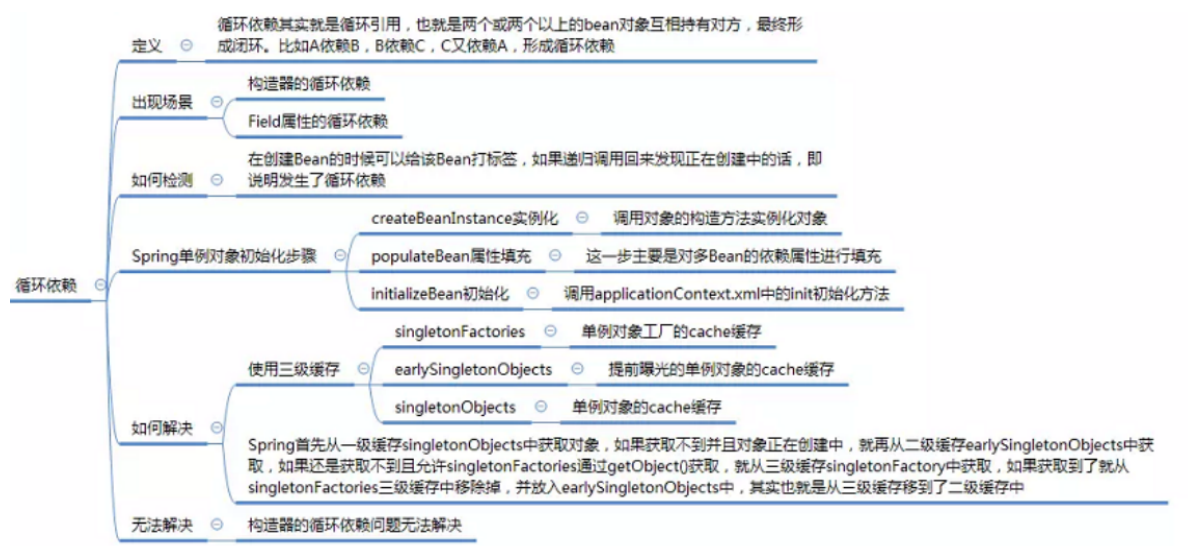 循环依赖
定义
循环依赖其实就是循环引用，也就是两个或两个以上的bean对象互相持有对方，最终形
成闭环。比如A依赖B，B依赖C，C又依赖A，形成循环依赖
出现场景
构造器的循环依赖
Field属性的循环依赖
如何检测
在创建Bean的时候可以给该Bean打标签，如果递归调用回来发现正在创建中的话，即
说明发生了循环依赖
Spring单例对象初始化步骤
createBeanInstance实例化
调用对象的构造方法实例化对象
populateBean属性填充
这一步主要是对多Bean的依赖属性进行填充
initializeBean初始化
调用applicationContext.xml中的init初始化方法
如何解决
使用三级缓存
singletonFactories
单例对象工厂的cache缓存
earlySingletonObjects
提前曝光的单例对象的cache缓存
singletonObjects
单例对象的cache缓存
Spring首先从一级缓存singletonObjects中获取对象，如果获取不到并且对象正在创建中，就再从二级缓存earlySingletonObjects中获
取，如果还是获取不到且允许singletonFactories通过getObject()获取，就从三级缓存singletonFactory中获取，如果获取到了就从
singletonFactories三级缓存中移除掉，并放入earlySingletonObjects中，其实也就是从三级缓存移到了二级缓存中
无法解决
构造器的循环依赖问题无法解决